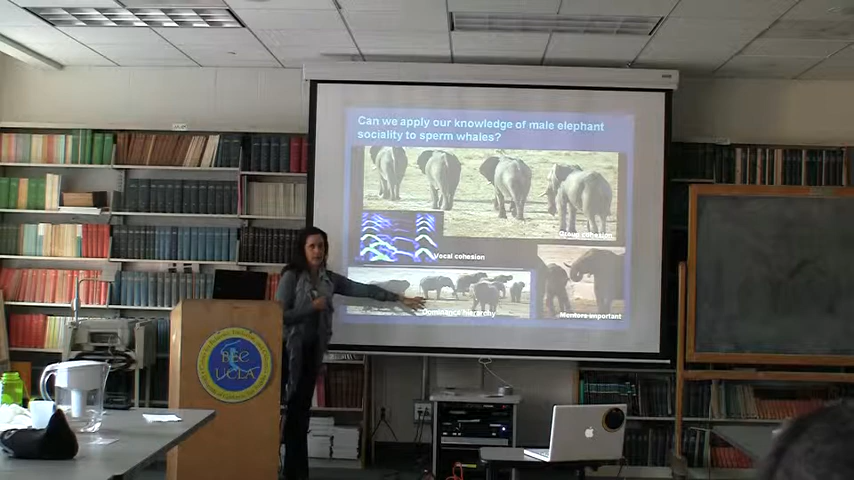 Can we apply our knowledge of male elephant
sociality to sperm whales?
Group cohesion
Vocal cohesion
Dominance hierarchy
Mentors important
BEC
UCLA